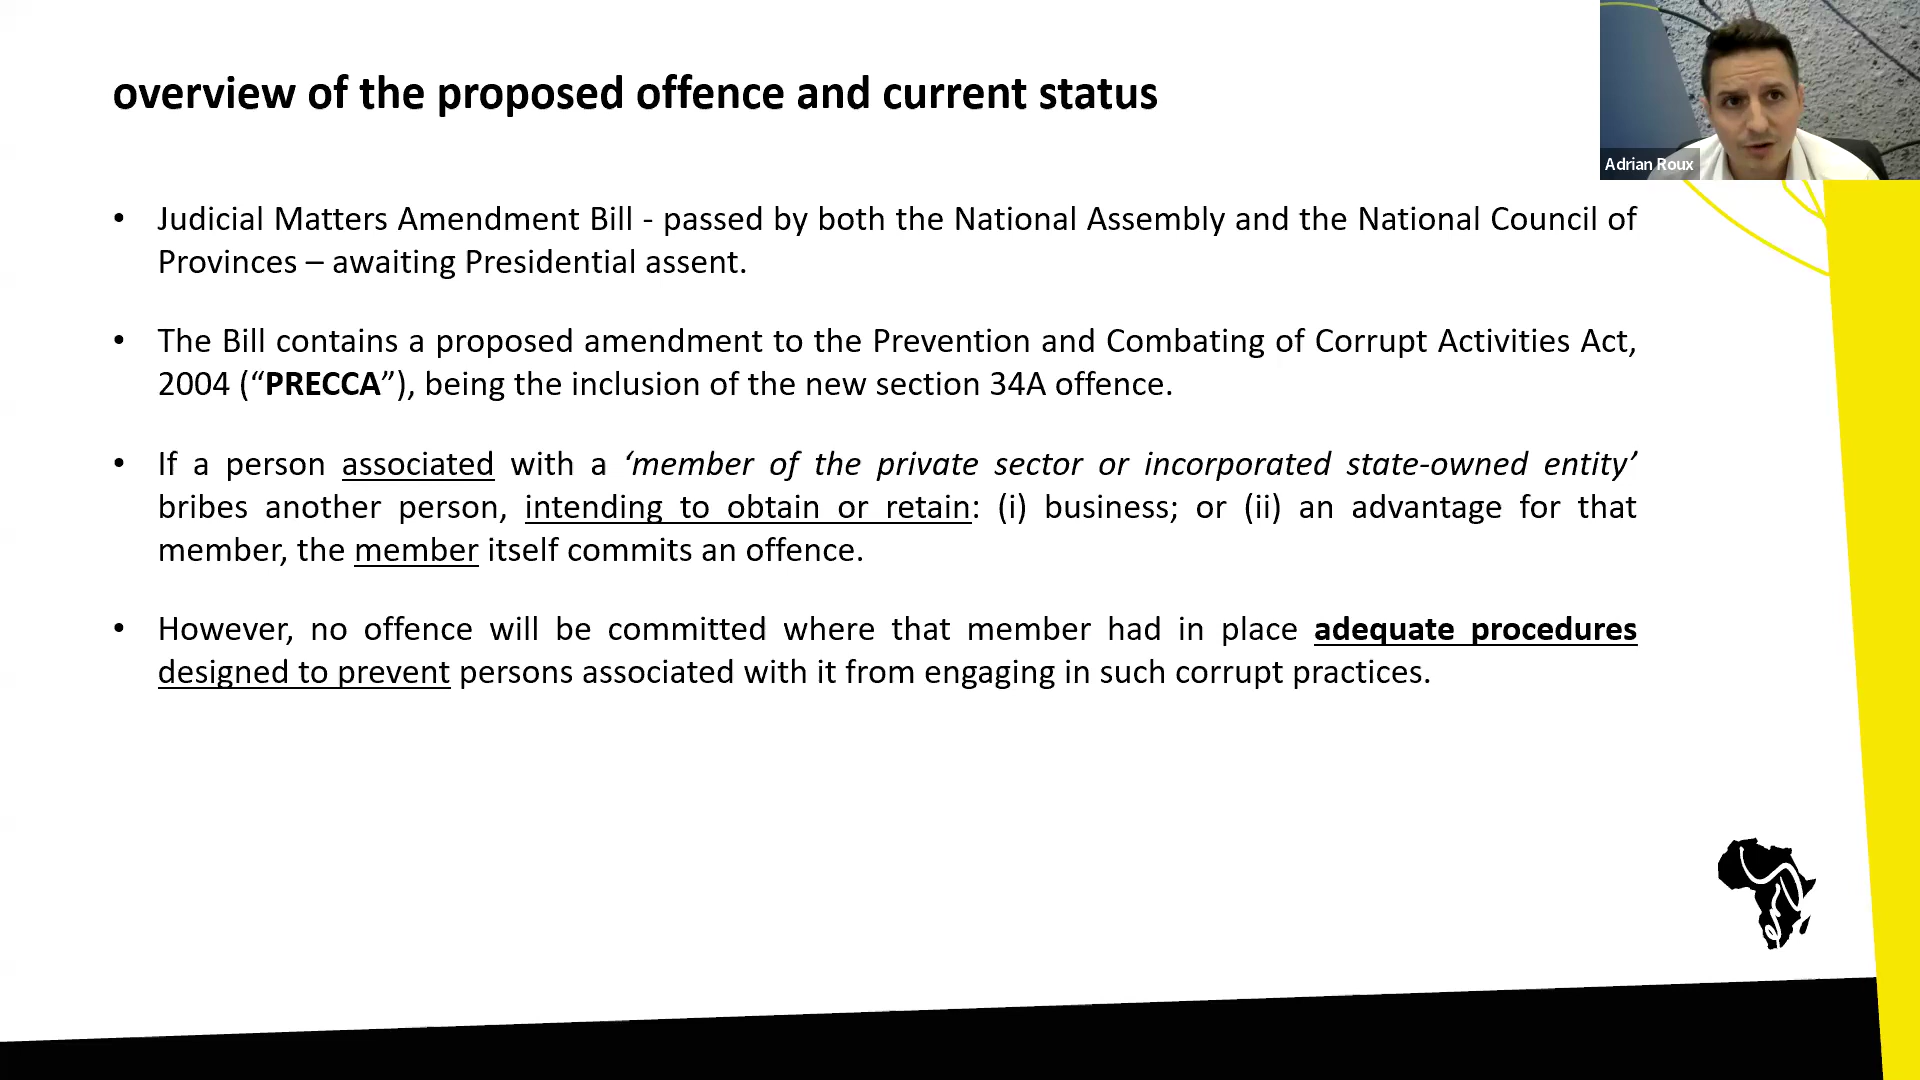 overview of the proposed offence and current status
Adrian Roux
• Judicial Matters Amendment Bill - passed by both the National Assembly and the National Council of
Provinces – awaiting Presidential assent.
• The Bill contains a proposed amendment to the Prevention and Combating of Corrupt Activities Act,
2004 (“PRECCA”), being the inclusion of the new section 34A offence.
• If a person associated with a ‘member of the private sector or incorporated state-owned entity’
bribes another person, intending to obtain or retain: (i) business; or (ii) an advantage for that
member, the member itself commits an offence.
• However, no offence will be committed where that member had in place adequate procedures
designed to prevent persons associated with it from engaging in such corrupt practices.